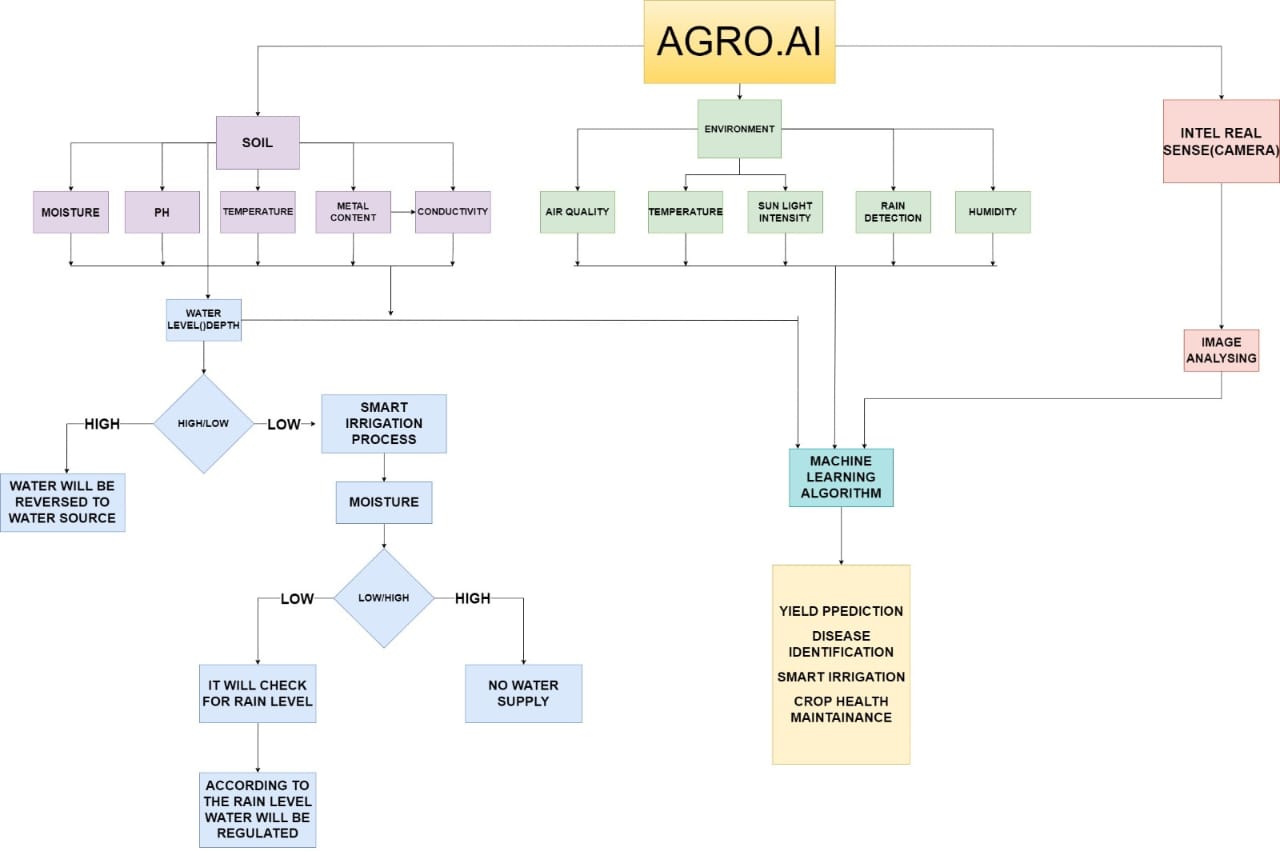 AGRO.AI
SOIL
ENVIRONMENT
INTEL REAL
SENSE(CAMERA)
MOISTURE
PH
TEMPERATURE
METAL
CONTENT
CONDUCTIVITY
AIR QUALITY
TEMPERATURE
SUN LIGHT
INTENSITY
RAIN
DETECTION
HUMIDITY
WATER
LEVEL()DEPTH
IMAGE
ANALYSING
HIGH
HIGH/LOW
LOW
SMART
IRRIGATION
PROCESS
WATER WILL BE
REVERSED TO
WATER SOURCE
MOISTURE
MACHINE
LEARNING
ALGORITHM
LOW
LOW/HIGH
HIGH
IT WILL CHECK
FOR RAIN LEVEL
NO WATER
SUPPLY
YIELD PPEDICTION
DISEASE
IDENTIFICATION
SMART IRRIGATION
CROP HEALTH
MAINTAINANCE
ACCORDING TO
THE RAIN LEVEL
WATER WILL BE
REGULATED